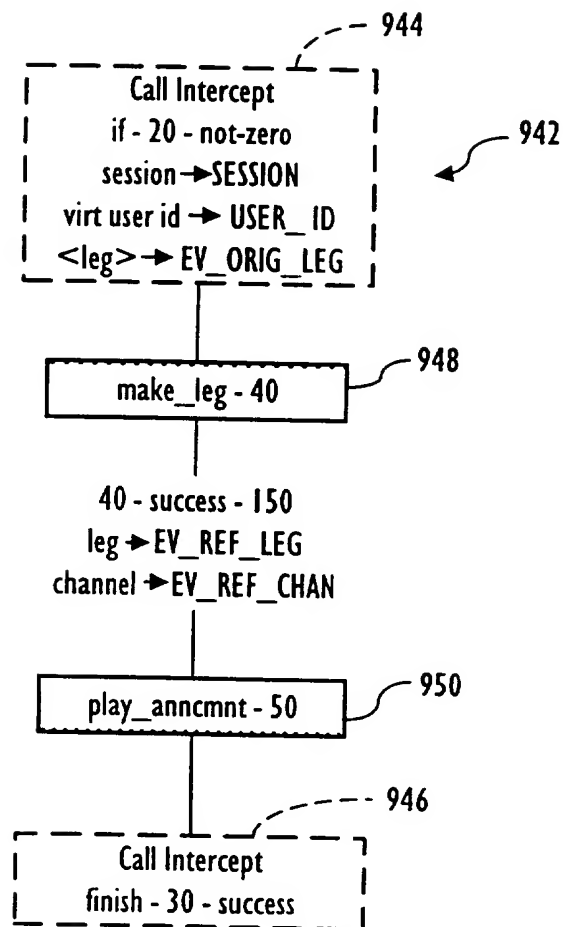 944
Call Intercept
if - 20 - not-zero
session → SESSION
virt user id → USER_ID
<leg> → EV_ORIG_LEG
942
make_leg - 40
948
40 - success - 150
leg → EV_REF_LEG
channel → EV_REF_CHAN
play_anncmnt - 50
950
946
Call Intercept
finish - 30 - success